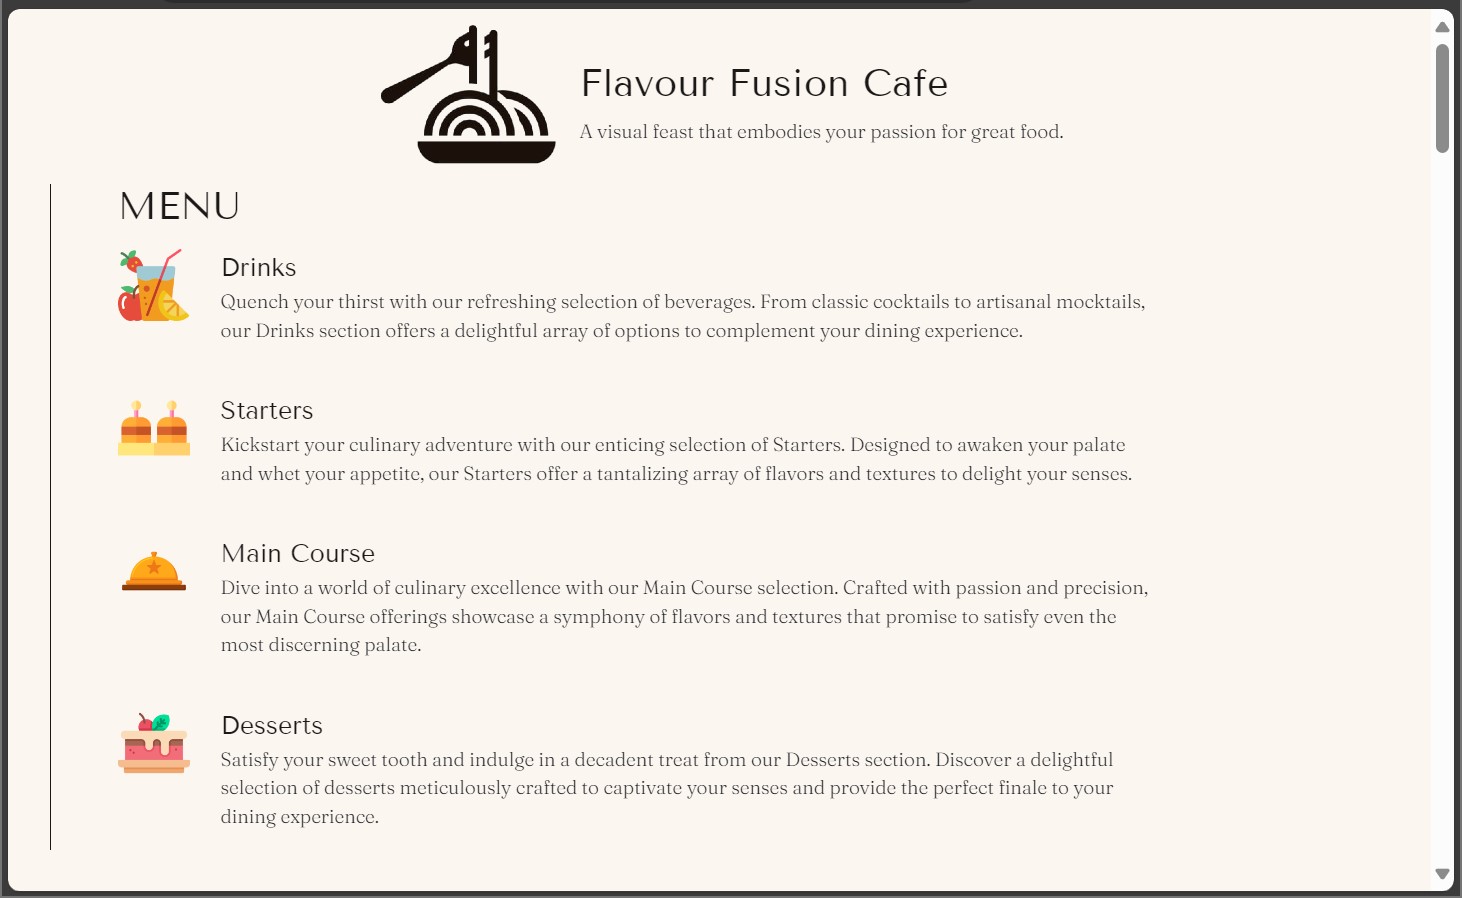 Flavour Fusion Cafe
A visual feast that embodies your passion for great food.
MENU
Drinks
Quench your thirst with our refreshing selection of beverages. From classic cocktails to artisanal mocktails,
our Drinks section offers a delightful array of options to complement your dining experience.
Starters
Kickstart your culinary adventure with our enticing selection of Starters. Designed to awaken your palate
and whet your appetite, our Starters offer a tantalizing array of flavors and textures to delight your senses.
Main Course
Dive into a world of culinary excellence with our Main Course selection. Crafted with passion and precision,
our Main Course offerings showcase a symphony of flavors and textures that promise to satisfy even the
most discerning palate.
Desserts
Satisfy your sweet tooth and indulge in a decadent treat from our Desserts section. Discover a delightful
selection of desserts meticulously crafted to captivate your senses and provide the perfect finale to your
dining experience.